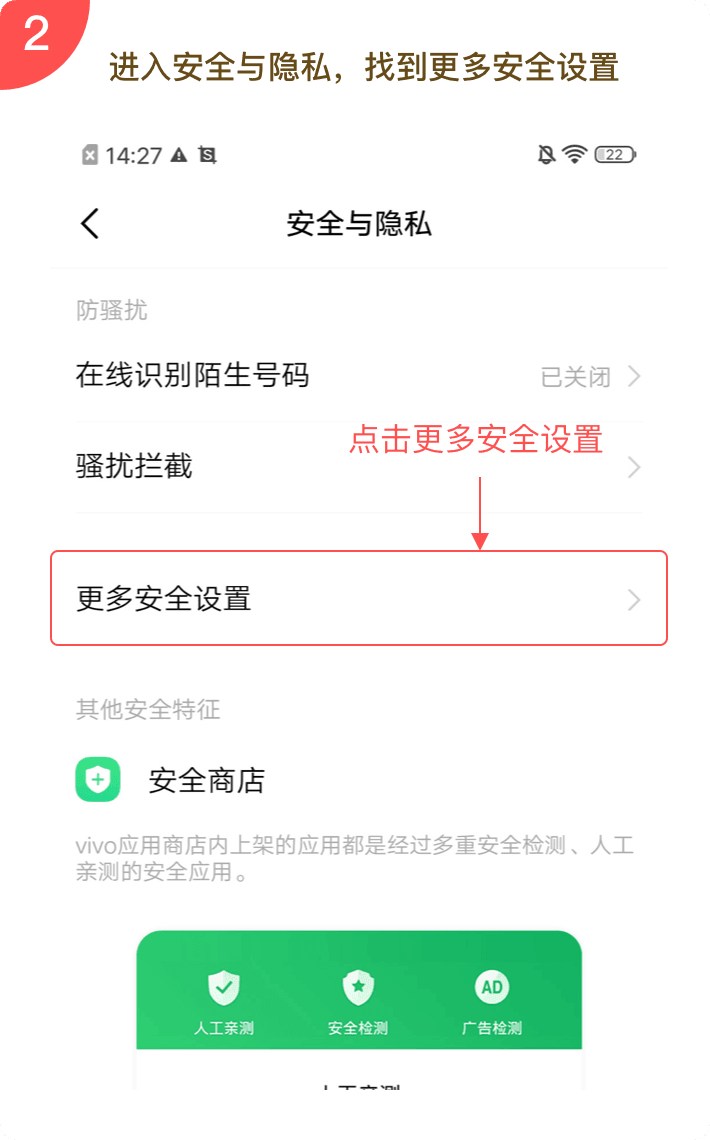 2
进入安全与隐私，找到更多安全设置
14:27
22
安全与隐私
防骚扰
在线识别陌生号码 已关闭
点击更多安全设置
骚扰拦截
更多安全设置
其他安全特征
安全商店
vivo应用商店内上架的应用都是经过多重安全检测、人工
亲测的安全应用。
AD
人工亲测 安全检测 广告检测
人工亲测